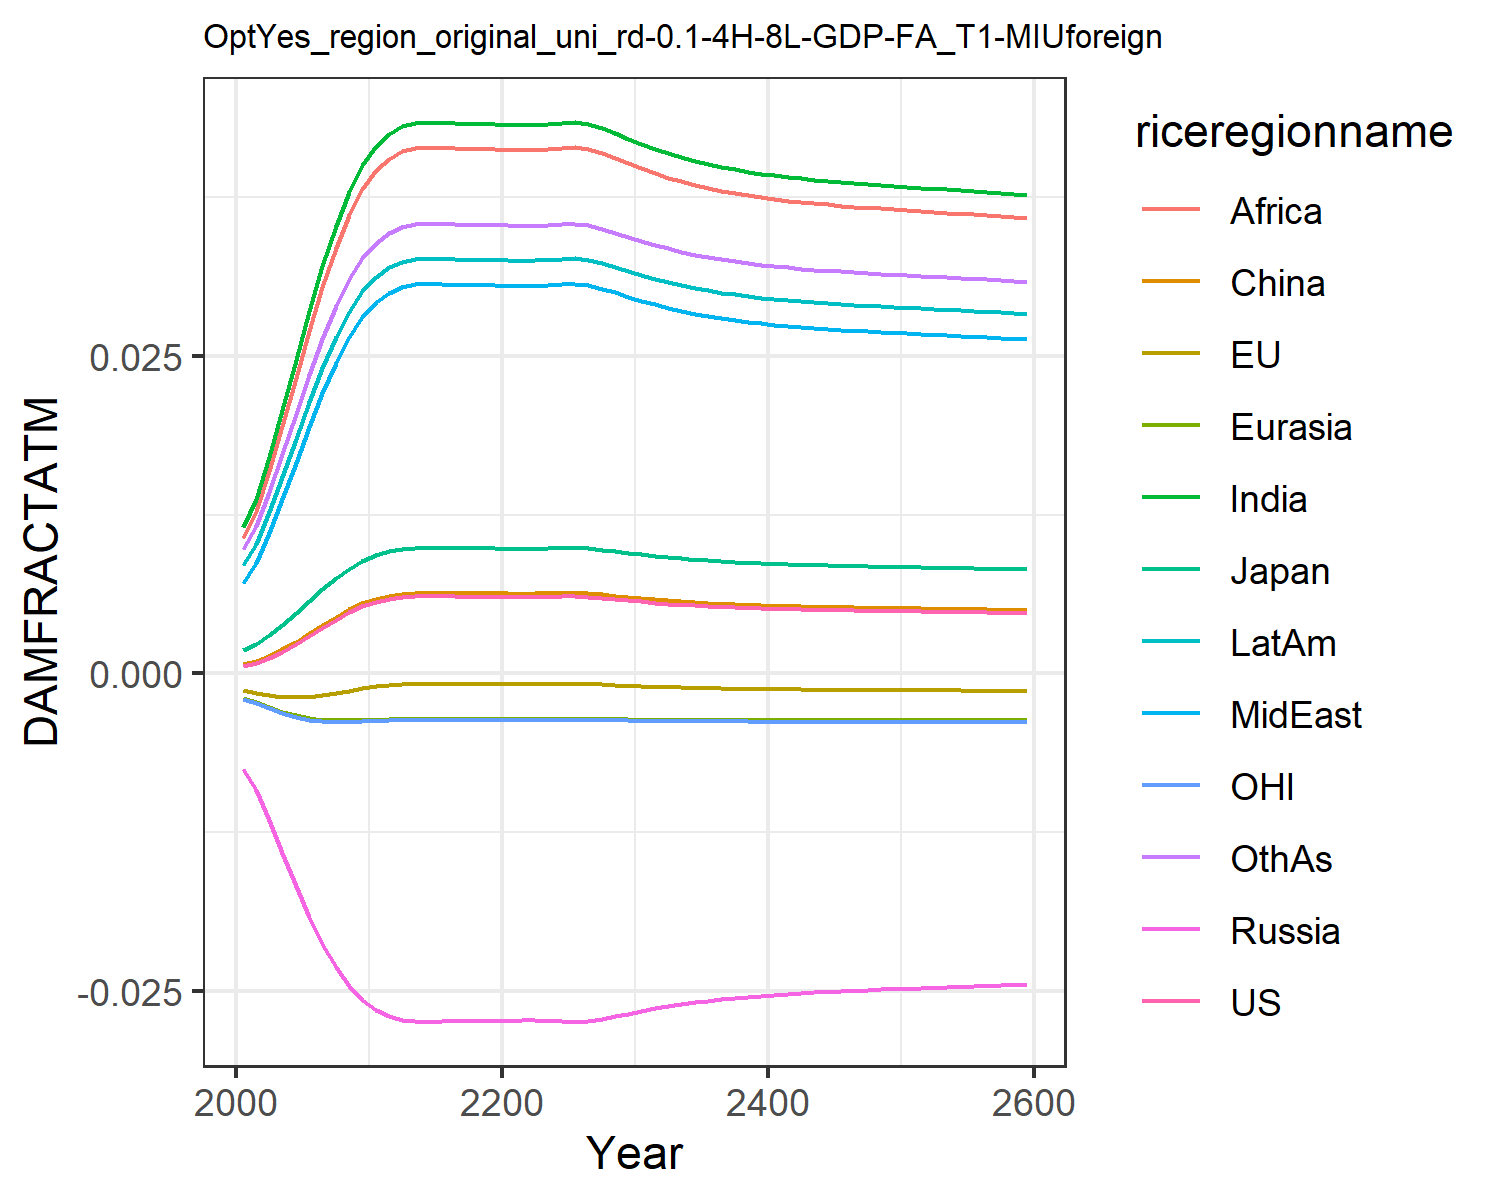 OptYes_region_original_uni_rd-0.1-4H-8L-GDP-FA_T1-MIUforeign
DAMFRACTATM
0.025
0.000
-0.025
2000
2200
2400
2600
Year
riceregionname
Africa
China
EU
Eurasia
India
Japan
LatAm
MidEast
OHI
OthAs
Russia
US